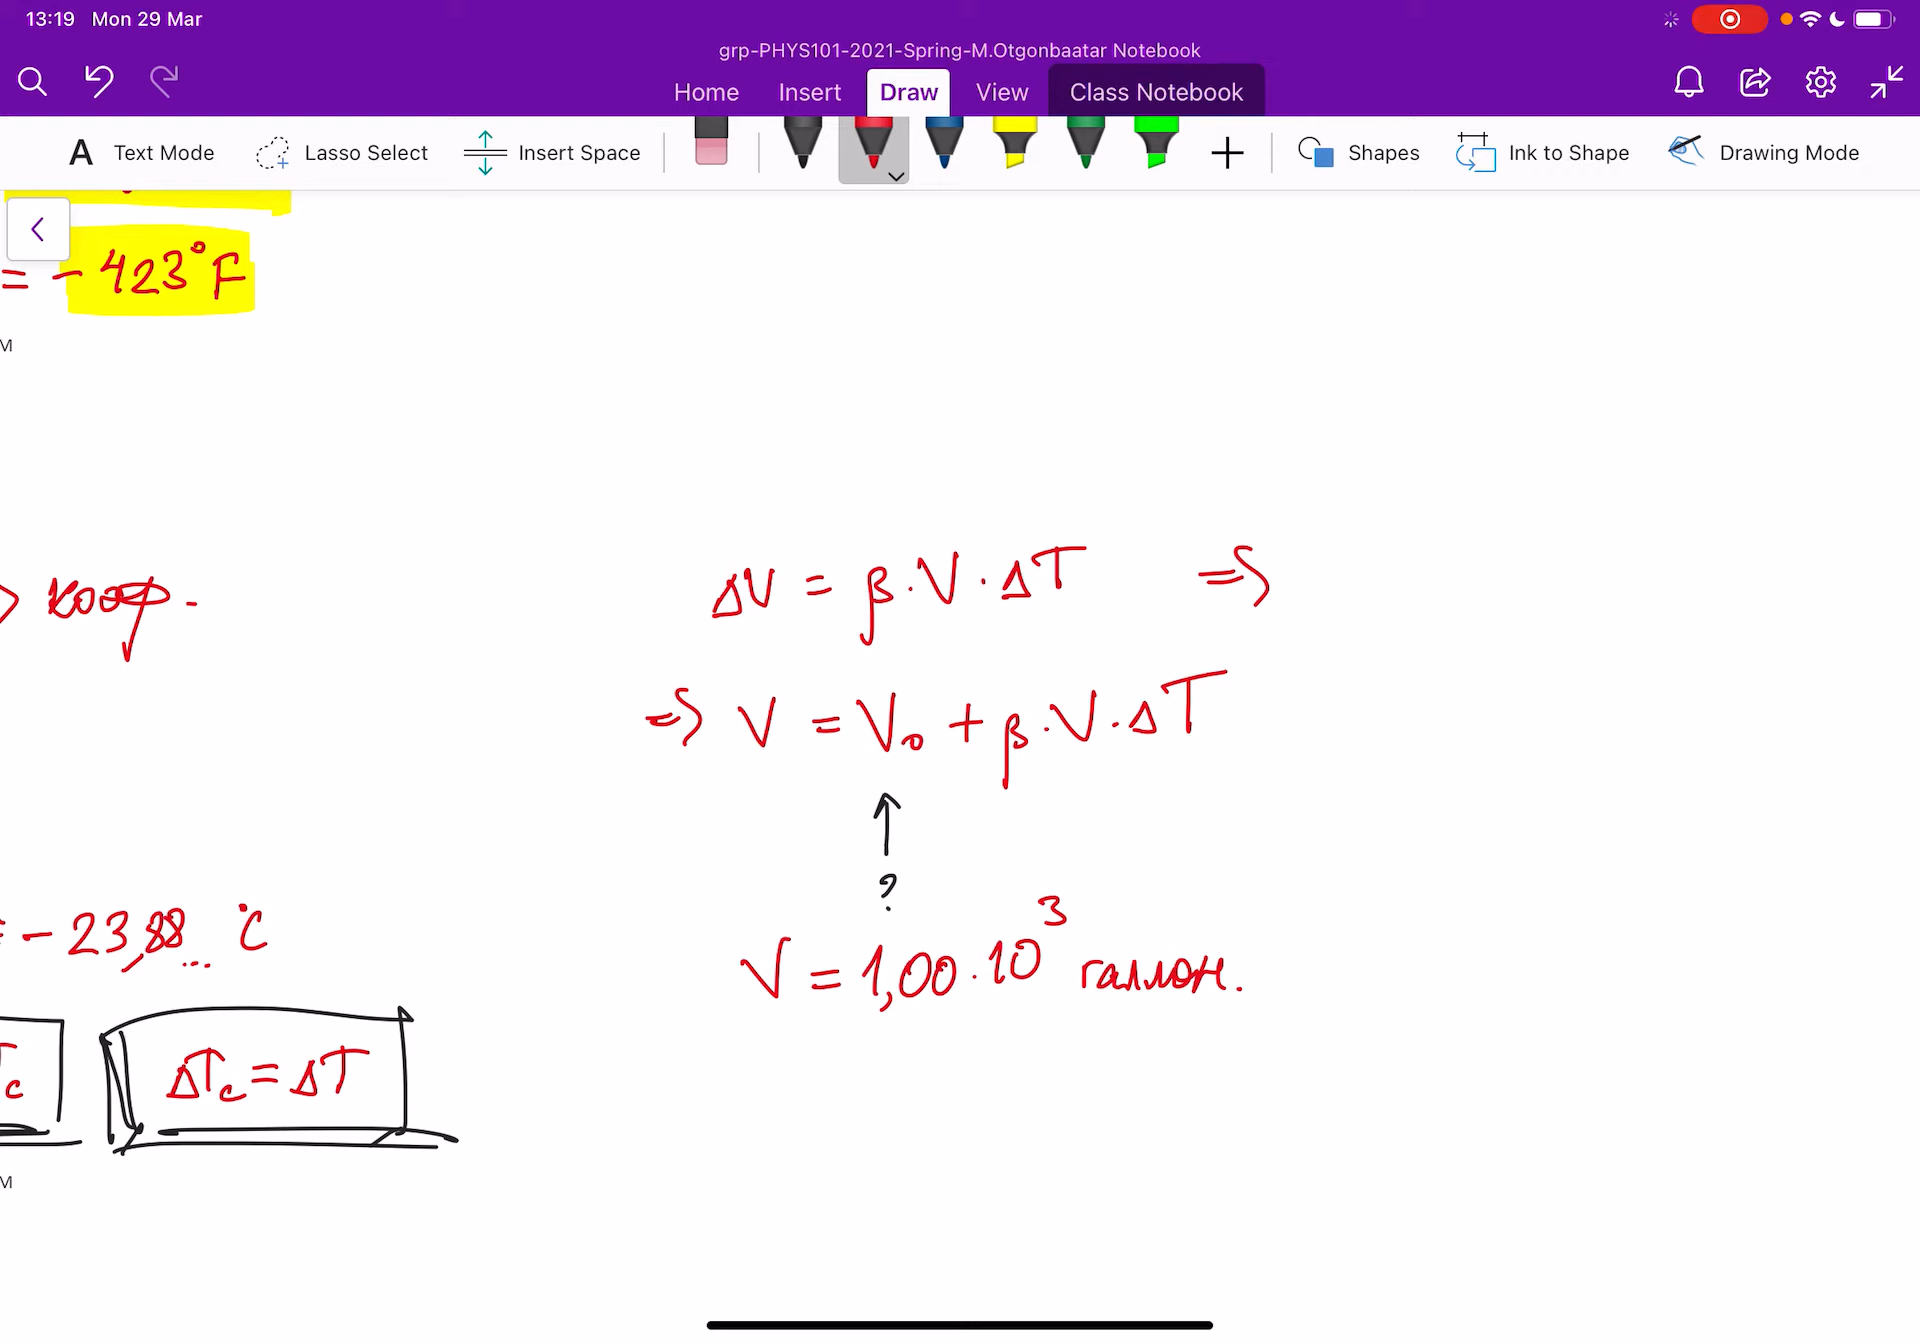 13:19 Mon 29 Mar
grp-PHYS101-2021-Spring-M.Otgonbaatar Notebook
Home Insert Draw View Class Notebook
A Text Mode Lasso Select Insert Space Shapes Ink to Shape Drawing Mode
= - 423°F
M
ΔV = β · V · ΔT =>
коэф.
=> V = V₀ + β · V · ΔT
?
- 23,88... °C
V = 1,00 · 10³ галлон.
Tc
ΔTc = ΔT
M